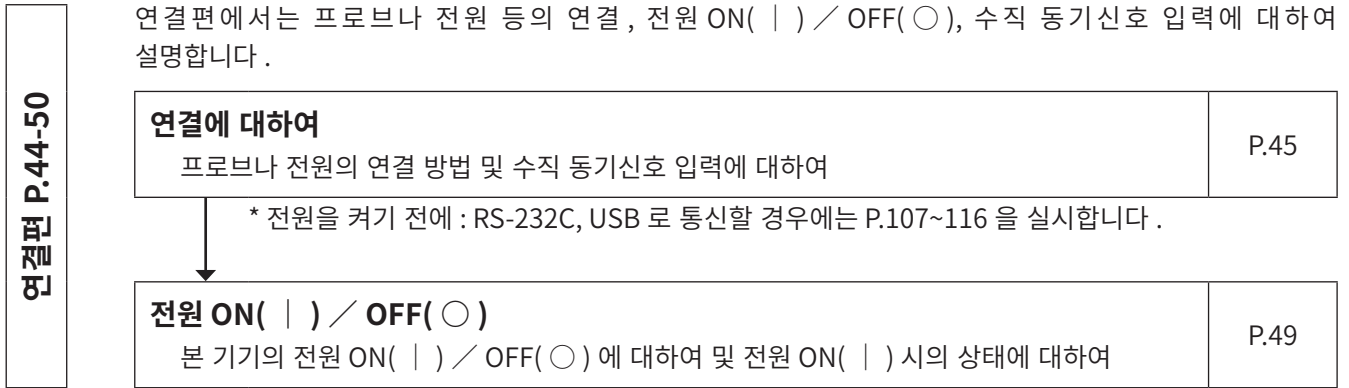 연결편에서는 프로브나 전원 등의 연결 , 전원 ON( ｜ ) ／ OFF( ○ ), 수직 동기신호 입력에 대하여
설명합니다 .
연결편 P.44-50
연결에 대하여
프로브나 전원의 연결 방법 및 수직 동기신호 입력에 대하여
P.45
* 전원을 켜기 전에 : RS-232C, USB 로 통신할 경우에는 P.107~116 을 실시합니다 .
전원 ON( ｜ ) ／ OFF( ○ )
본 기기의 전원 ON( ｜ ) ／ OFF( ○ ) 에 대하여 및 전원 ON( ｜ ) 시의 상태에 대하여
P.49